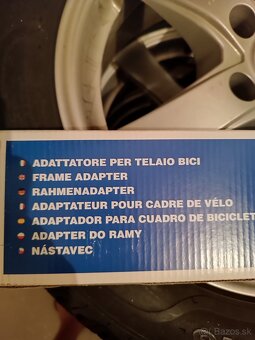 ADATTATORE PER TELAIO BICI
FRAME ADAPTER
RAHMENADAPTER
ADAPTATEUR POUR CADRE DE VÉLO
ADAPTADOR PARA CUADRO DE BICICLET
ADAPTER DO RAMY
NÁSTAVEC
Bazos.sk